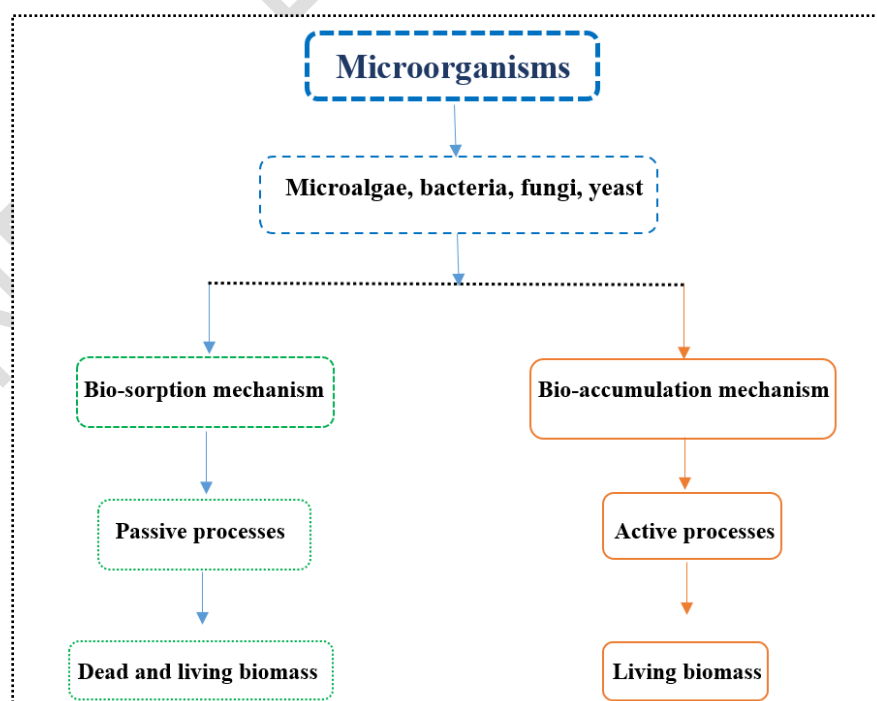 Microorganisms
Microalgae, bacteria, fungi, yeast
Bio-sorption mechanism
Bio-accumulation mechanism
Passive processes
Active processes
Dead and living biomass
Living biomass